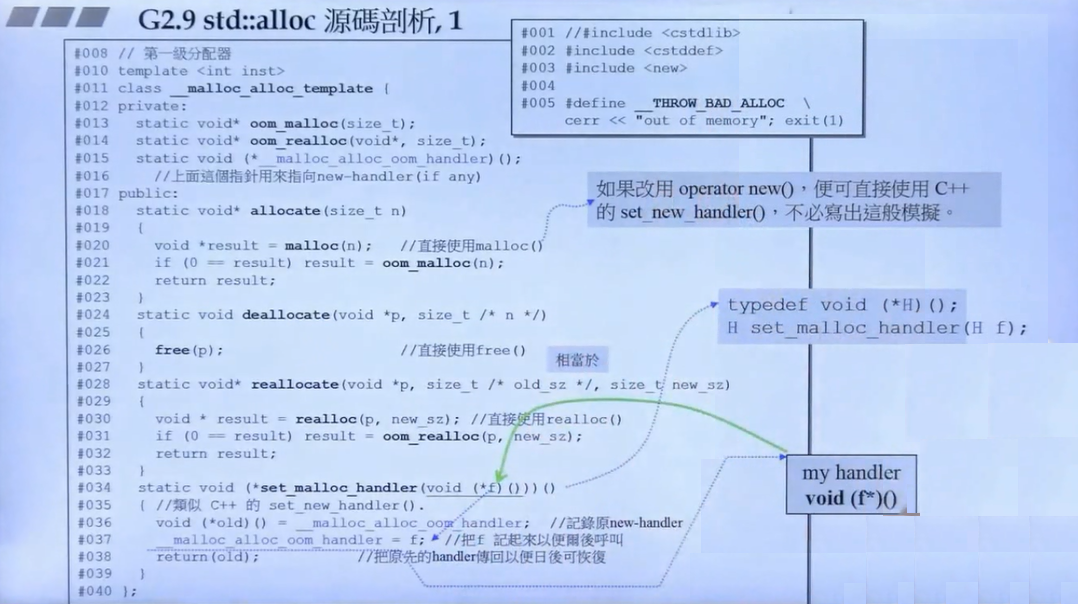 G2.9 std::alloc 源碼剖析, 1
#001 //#include <cstdlib>
#002 #include <cstddef>
#003 #include <new>
#004
#005 #define __THROW_BAD_ALLOC \
cerr << "out of memory"; exit(1)
#008 // 第一級分配器
#010 template <int inst>
#011 class __malloc_alloc_template {
#012 private:
#013 static void* oom_malloc(size_t);
#014 static void* oom_realloc(void*, size_t);
#015 static void (*__malloc_alloc_oom_handler)();
#016 //上面這個指針用來指向new-handler(if any)
#017 public:
#018 static void* allocate(size_t n)
#019 {
#020 void *result = malloc(n); //直接使用malloc()
#021 if (0 == result) result = oom_malloc(n);
#022 return result;
#023 }
#024 static void deallocate(void *p, size_t /* n */)
#025 {
#026 free(p); //直接使用free()
#027 }
#028 static void* reallocate(void *p, size_t /* old_sz */, size_t new_sz)
#029 {
#030 void * result = realloc(p, new_sz); //直接使用realloc()
#031 if (0 == result) result = oom_realloc(p, new_sz);
#032 return result;
#033 }
#034 static void (*set_malloc_handler(void (*f)()))()
#035 { //類似 C++ 的 set_new_handler().
#036 void (*old)() = __malloc_alloc_oom_handler; //記錄原new-handler
#037 __malloc_alloc_oom_handler = f; //把f 記起來以便爾後呼叫
#038 return(old); //把原先的handler傳回以便日後可恢復
#039 }
#040 };
如果改用 operator new()，便可直接使用 C++
的 set_new_handler()，不必寫出這般模擬。
typedef void (*H)();
H set_malloc_handler(H f);
相當於
my handler
void (f*)()